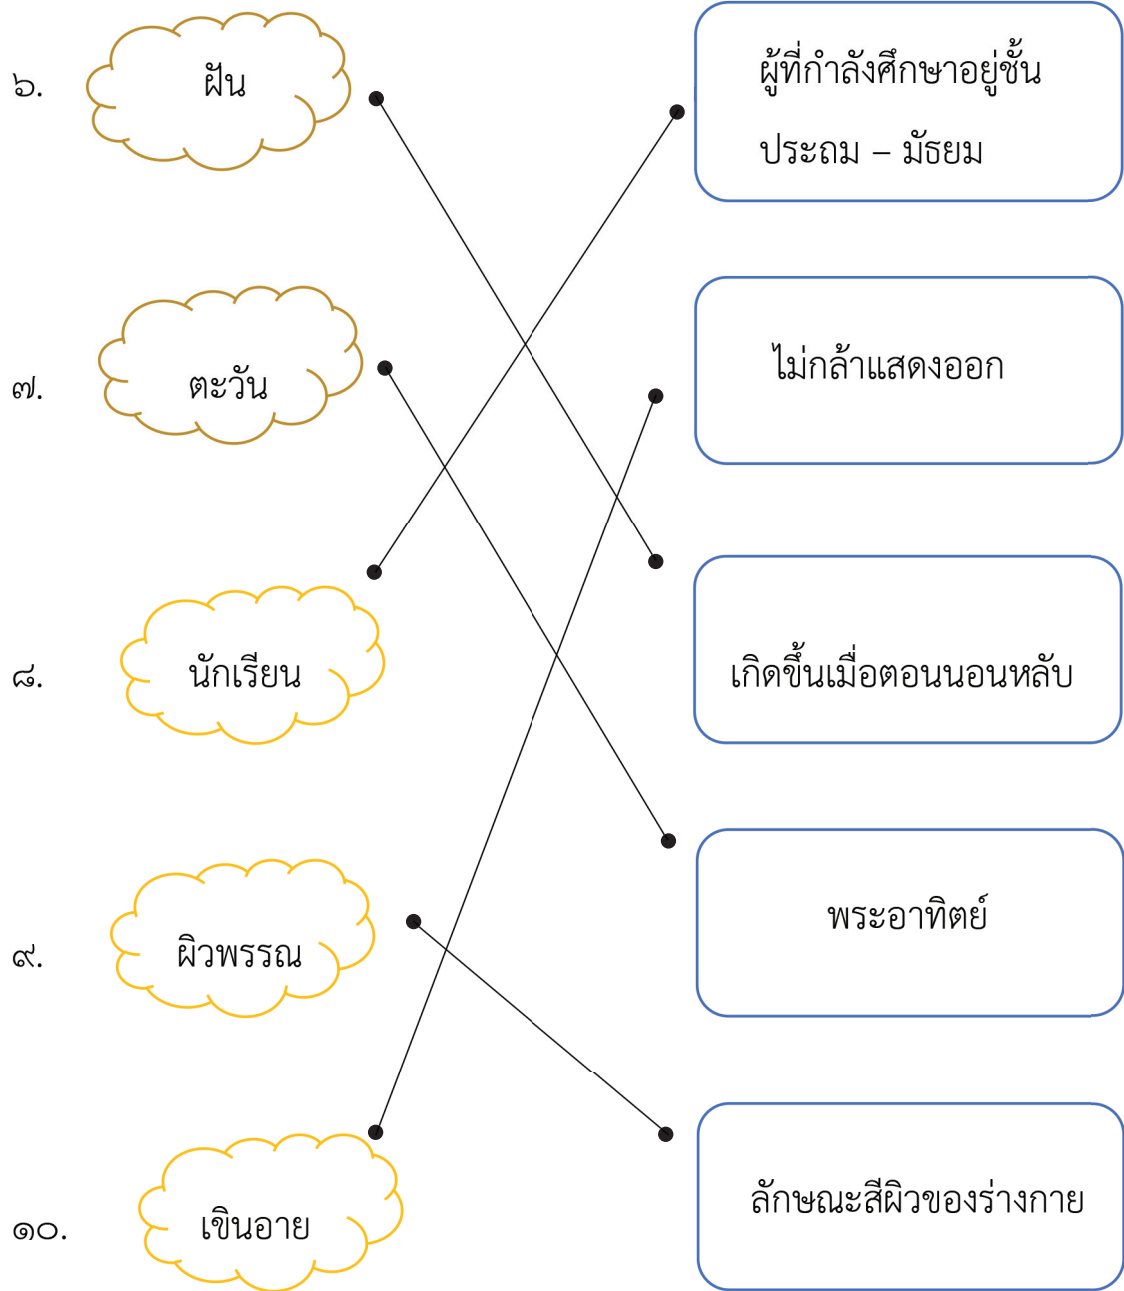 ๖. ฝัน
ผู้ที่กำลังศึกษาอยู่ชั้น
ประถม – มัธยม
๗. ตะวัน
ไม่กล้าแสดงออก
๘. นักเรียน
เกิดขึ้นเมื่อตอนนอนหลับ
๙. ผิวพรรณ
พระอาทิตย์
๑๐. เขินอาย
ลักษณะสีผิวของร่างกาย